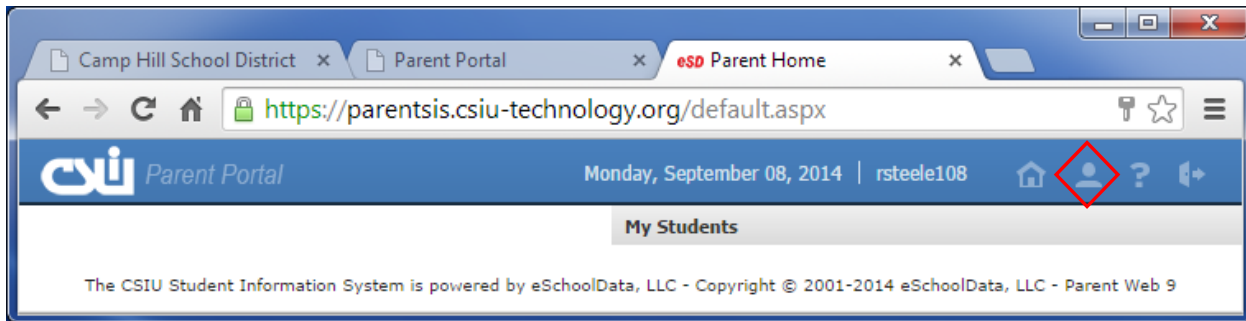 Camp Hill School District
Parent Portal
eSD Parent Home
https://parentsis.csiu-technology.org/default.aspx
CSIU Parent Portal
Monday, September 08, 2014 | rsteele108
?
My Students
The CSIU Student Information System is powered by eSchoolData, LLC - Copyright © 2001-2014 eSchoolData, LLC - Parent Web 9